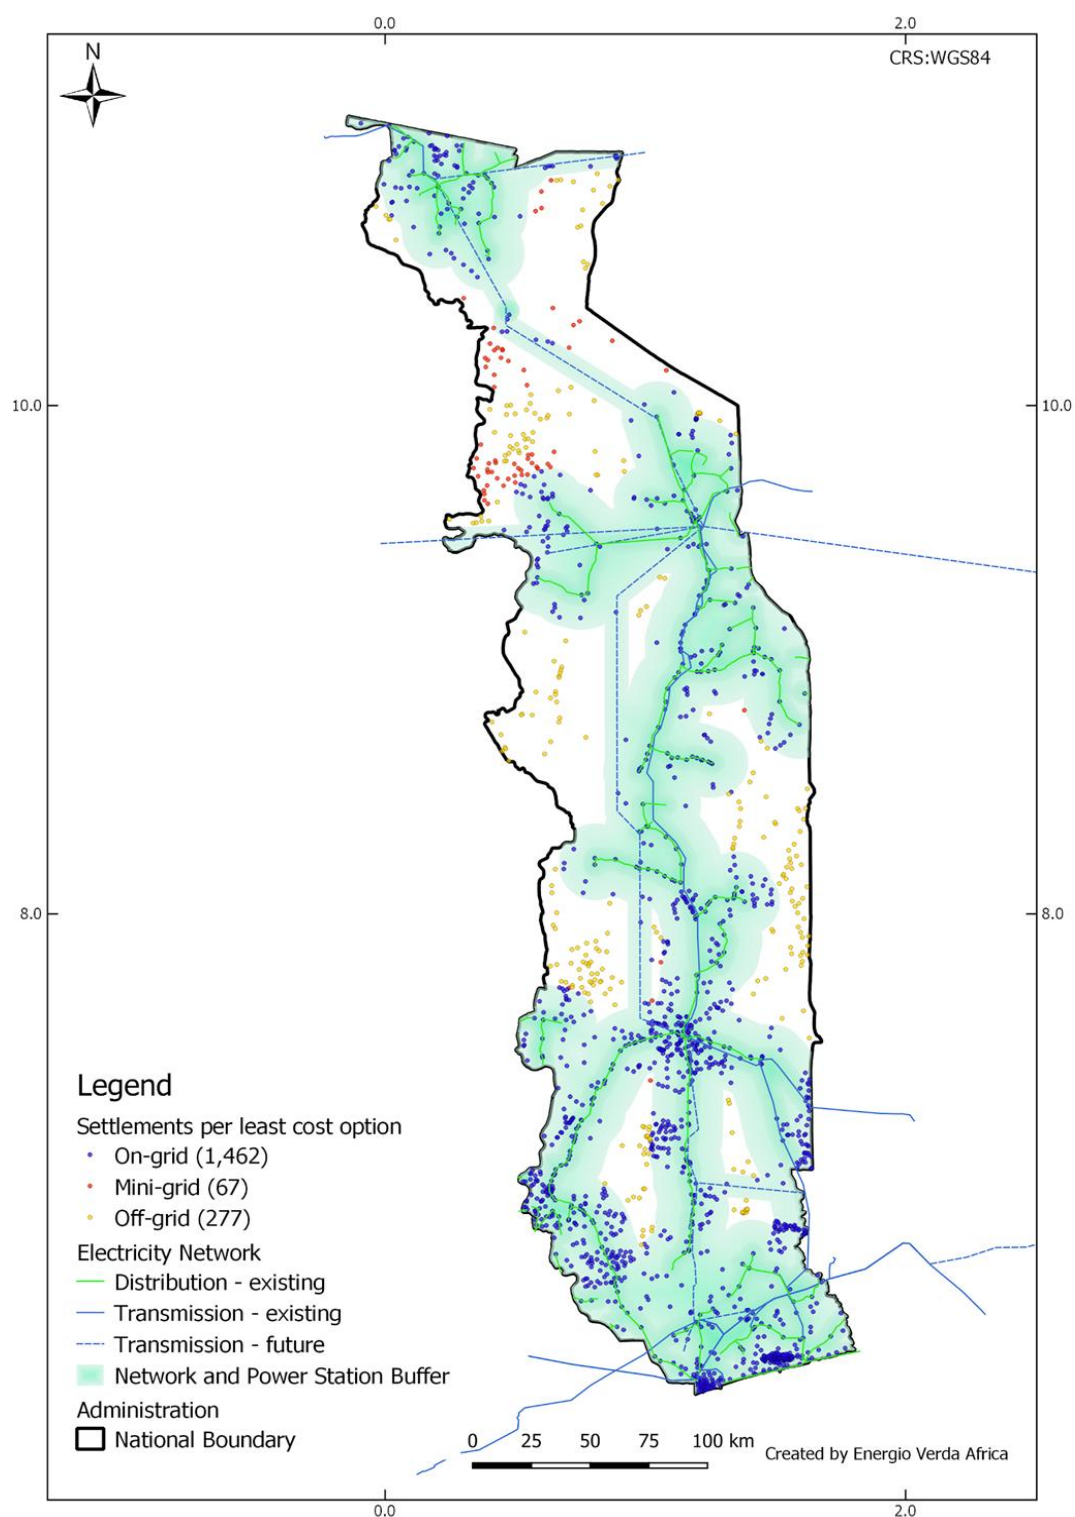 0.0 2.0
N
CRS:WGS84
10.0 10.0
8.0 8.0
Legend
Settlements per least cost option
On-grid (1,462)
Mini-grid (67)
Off-grid (277)
Electricity Network
Distribution - existing
Transmission - existing
Transmission - future
Network and Power Station Buffer
Administration
National Boundary
0 25 50 75 100 km
Created by Energio Verda Africa
0.0 2.0